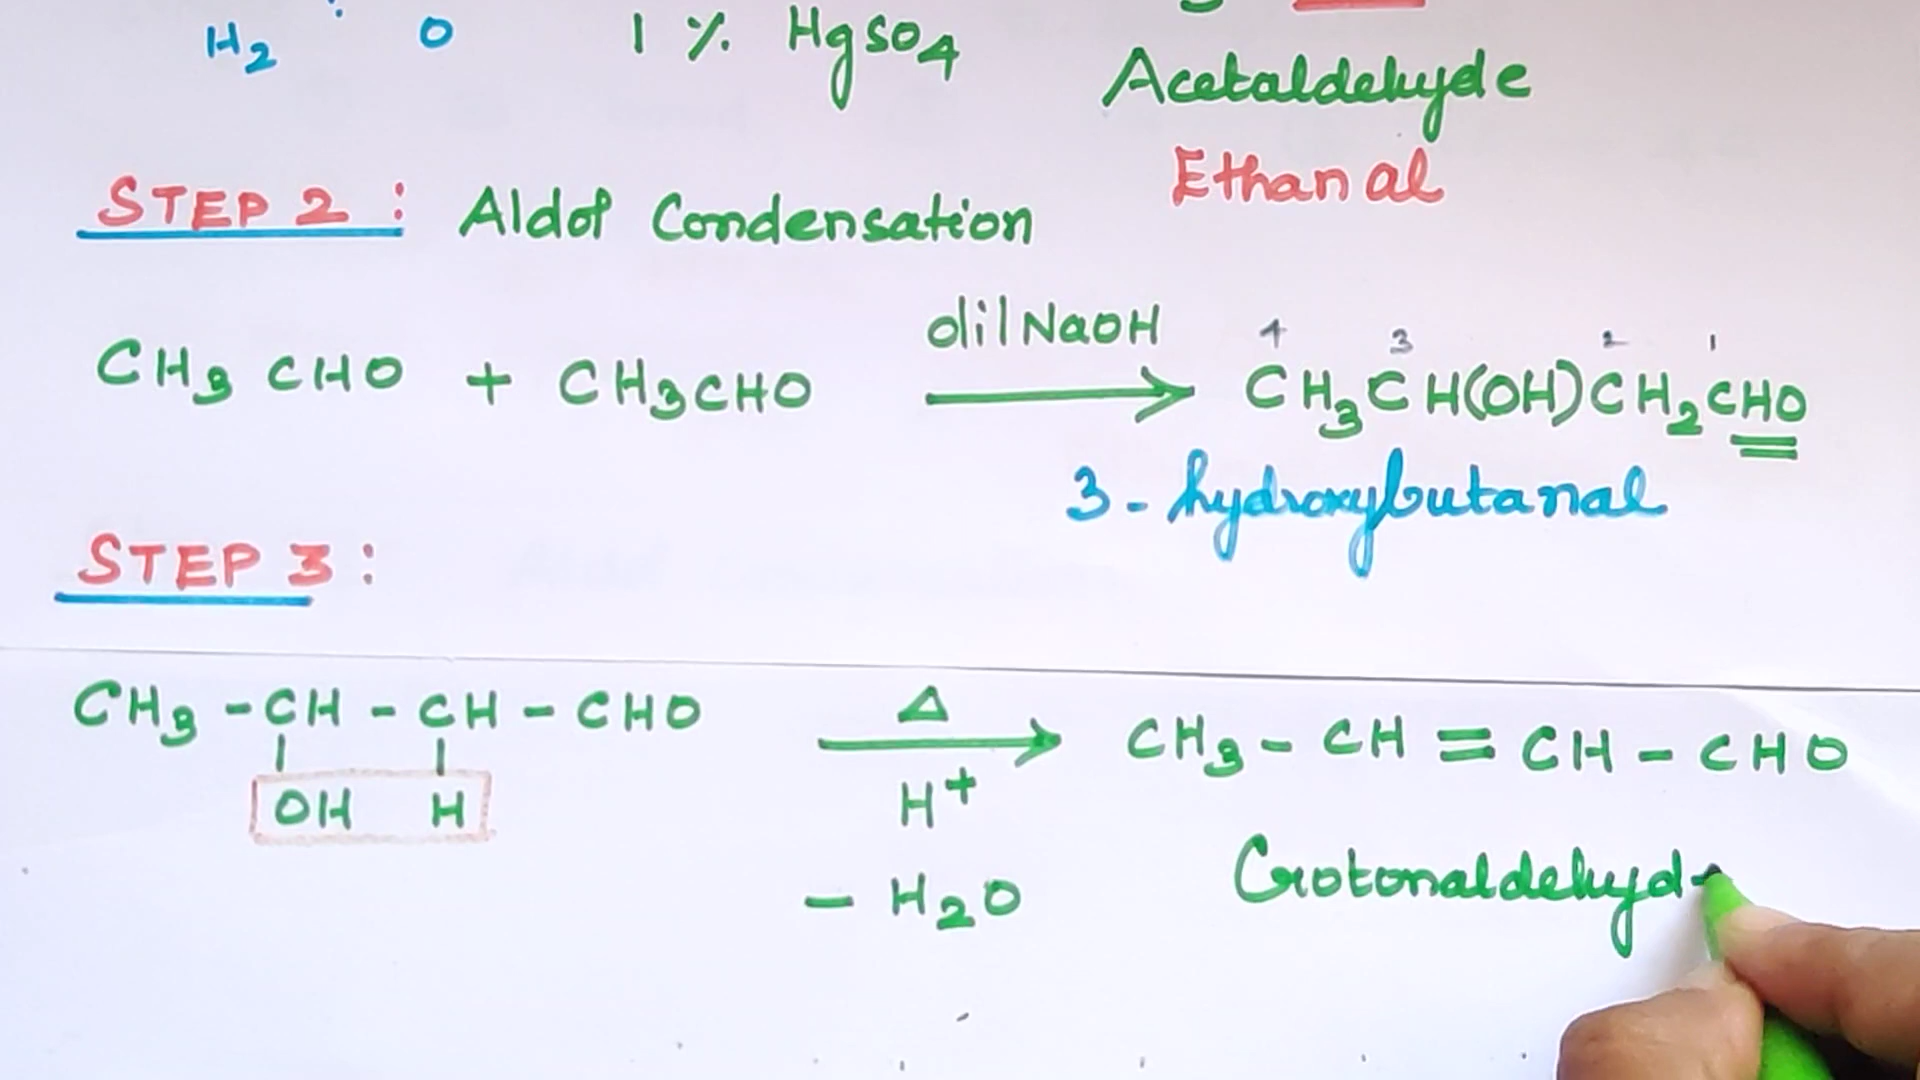 H₂ O 1 % HgSO₄
Acetaldehyde
Ethanal
STEP 2 : Aldol Condensation
dil NaOH
4 3 2 1
CH₃ CHO + CH₃CHO ⟶ CH₃CH(OH)CH₂CHO
3 - hydroxybutanal
STEP 3 :
CH₃ - CH - CH - CHO ⟶ CH₃ - CH = CH - CHO
Δ
OH H H⁺
- H₂O Crotonaldehyd